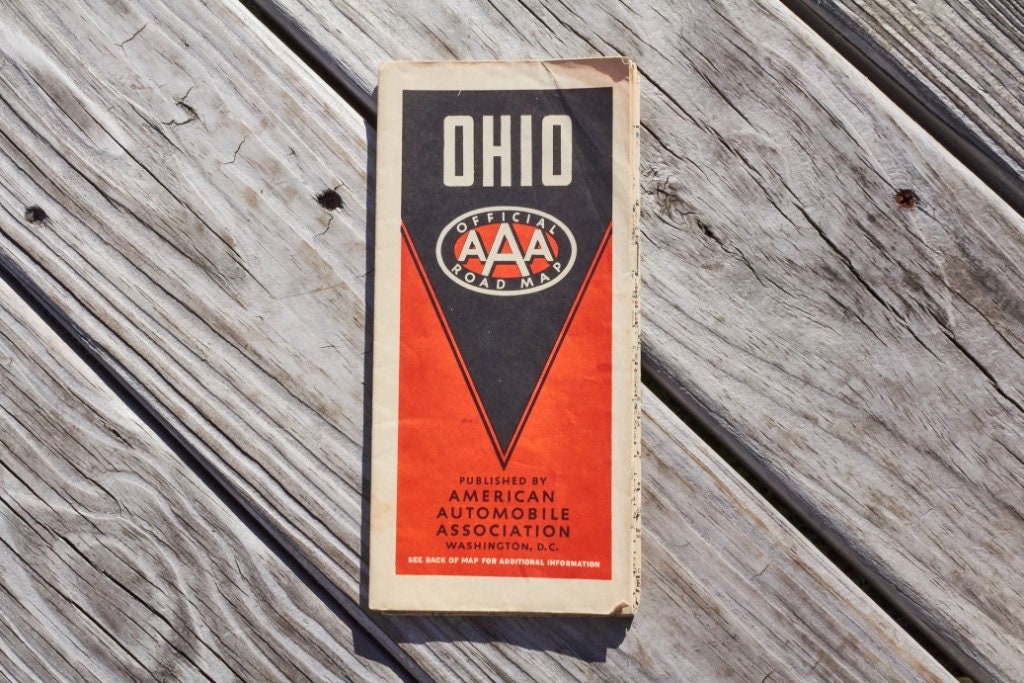 OHIO
OFFICIAL
AAA
ROAD MAP
PUBLISHED BY
AMERICAN
AUTOMOBILE
ASSOCIATION
WASHINGTON, D.C.
SEE BACK OF MAP FOR ADDITIONAL INFORMATION